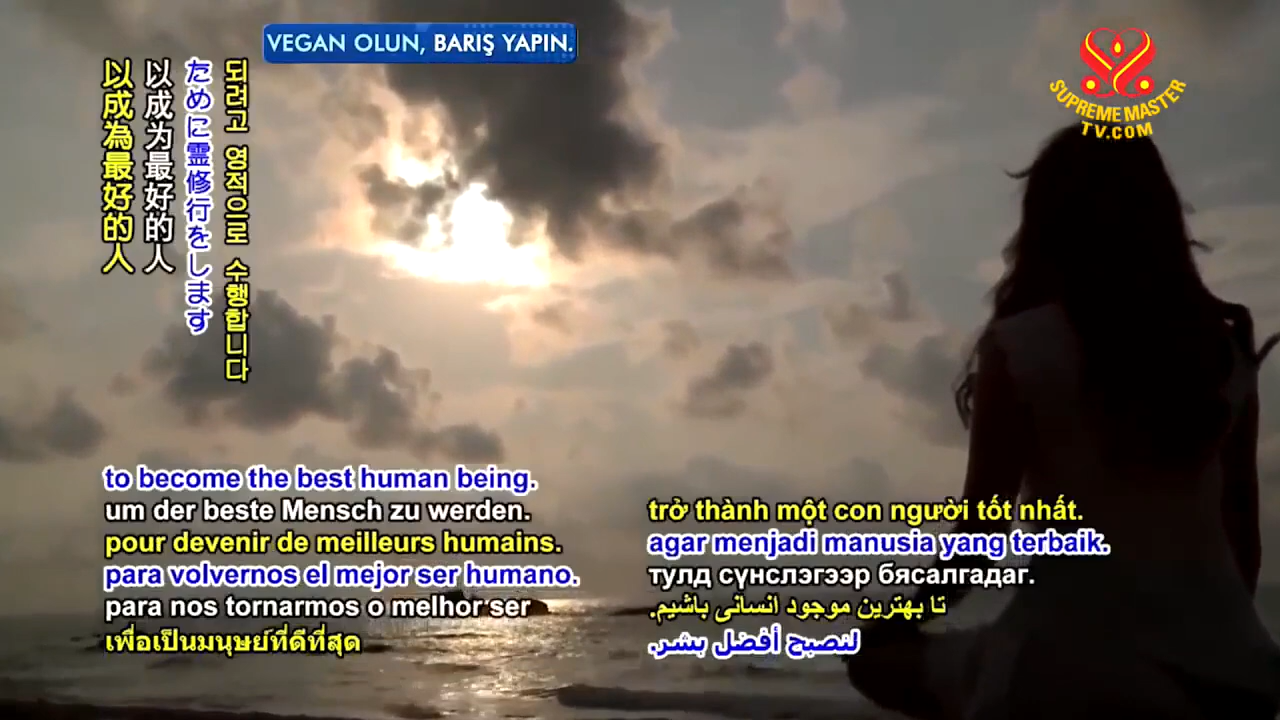 VEGAN OLUN, BARIŞ YAPIN.
SUPREME MASTER
TV.COM
되려고 영적으로 수행합니다
ために霊修行をします
以成为最好的人
以成為最好的人
to become the best human being.
um der beste Mensch zu werden.
pour devenir de meilleurs humains.
para volvernos el mejor ser humano.
para nos tornarmos o melhor ser
เพื่อเป็นมนุษย์ที่ดีที่สุด
trở thành một con người tốt nhất.
agar menjadi manusia yang terbaik.
тулд сүнслэгээр бясалгадаг.
تا بهترین موجود انسانی باشیم.
لنصبح أفضل بشر.